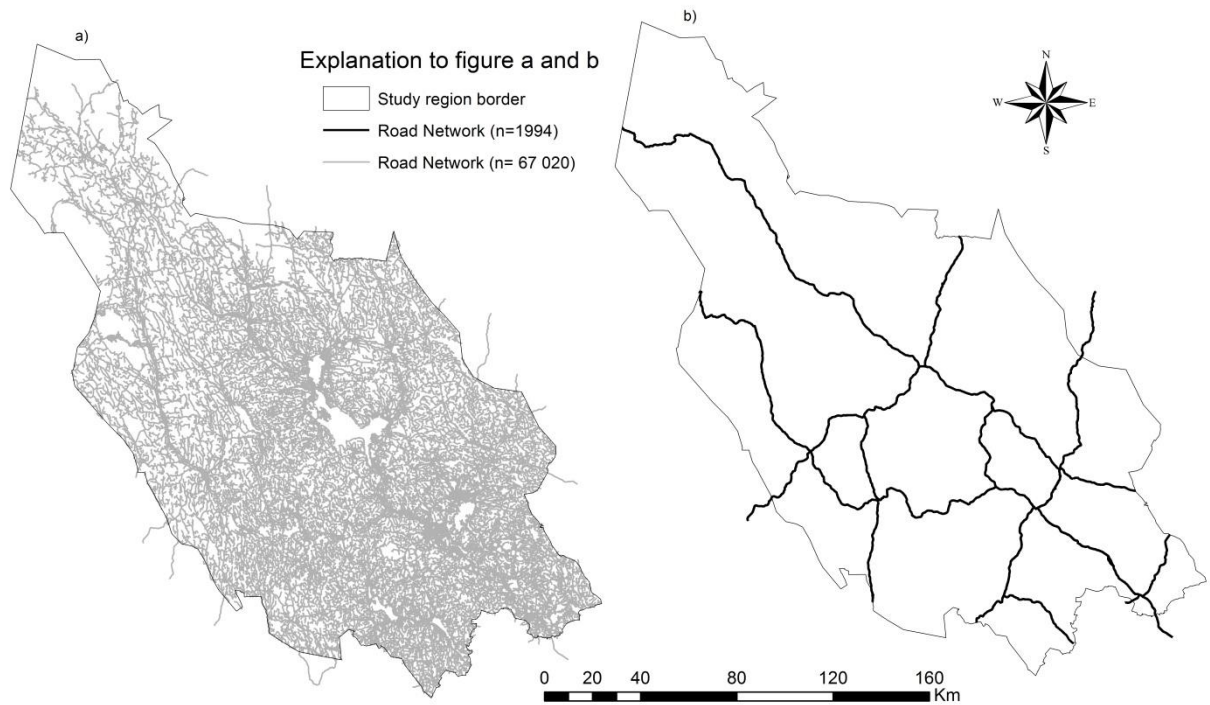 a)
b)
Explanation to figure a and b
Study region border
Road Network (n=1994)
Road Network (n= 67 020)
N
W
E
S
0 20 40 80 120 160
Km